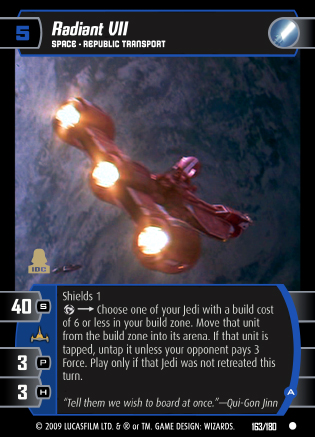 5
Radiant VII
SPACE - REPUBLIC TRANSPORT
IDC
40 S
3 P
3 H
Shields 1
→ Choose one of your Jedi with a build cost
of 6 or less in your build zone. Move that unit
from the build zone into its arena. If that unit is
tapped, untap it unless your opponent pays 3
Force. Play only if that Jedi was not retreated this
turn.
"Tell them we wish to board at once."—Qui-Gon Jinn
A
© 2009 LUCASFILM LTD. & ® or TM. GAME DESIGN: WIZARDS. 163/180